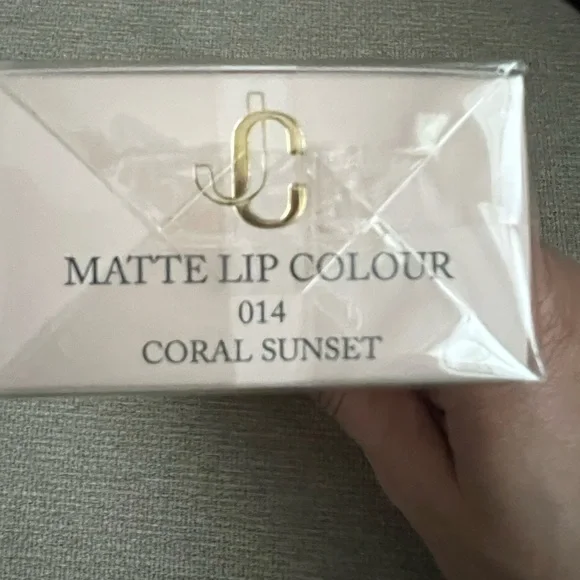 JC
MATTE LIP COLOUR
014
CORAL SUNSET